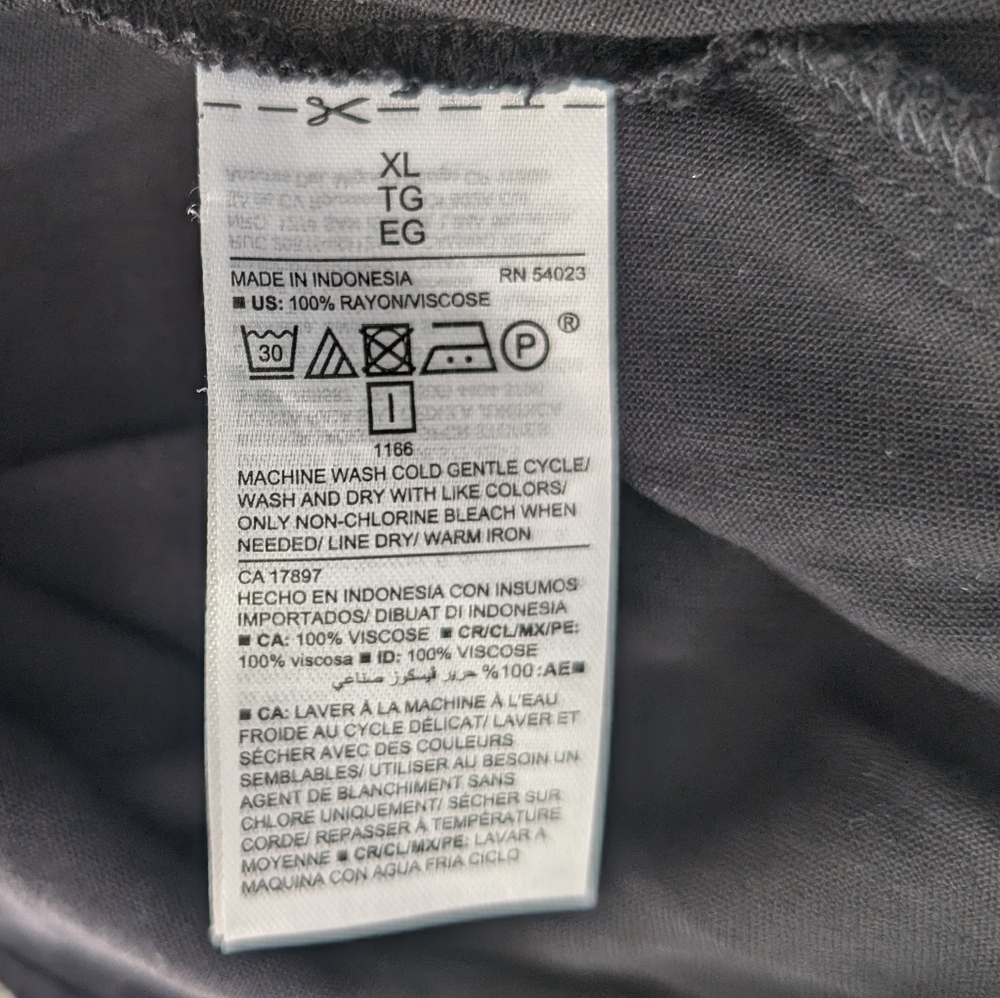 XL
TG
EG
MADE IN INDONESIA RN 54023
■ US: 100% RAYON/VISCOSE
30 P ®
I
1166
MACHINE WASH COLD GENTLE CYCLE/
WASH AND DRY WITH LIKE COLORS/
ONLY NON-CHLORINE BLEACH WHEN
NEEDED/ LINE DRY/ WARM IRON
CA 17897
HECHO EN INDONESIA CON INSUMOS
IMPORTADOS/ DIBUAT DI INDONESIA
■ CA: 100% VISCOSE ■ CR/CL/MX/PE:
100% viscosa ■ ID: 100% VISCOSE
■AE: 100% حرير ڤيسكوز صناعي
■ CA: LAVER À LA MACHINE À L'EAU
FROIDE AU CYCLE DÉLICAT/ LAVER ET
SÉCHER AVEC DES COULEURS
SEMBLABLES/ UTILISER AU BESOIN UN
AGENT DE BLANCHIMENT SANS
CHLORE UNIQUEMENT/ SÉCHER SUR
CORDE/ REPASSER À TEMPÉRATURE
MOYENNE ■ CR/CL/MX/PE: LAVAR A
MAQUINA CON AGUA FRIA CICLO